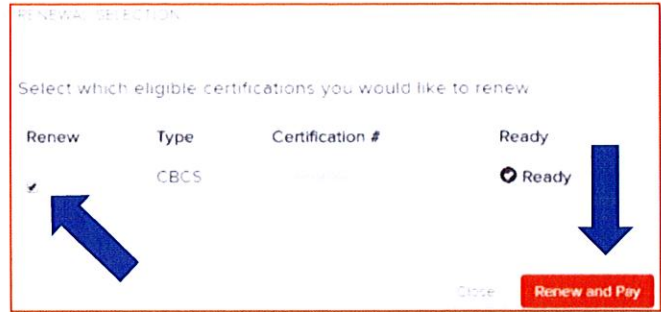 RENEWAL SELECTION
Select which eligible certifications you would like to renew
Renew Type Certification # Ready
CBCS Ready
Close Renew and Pay